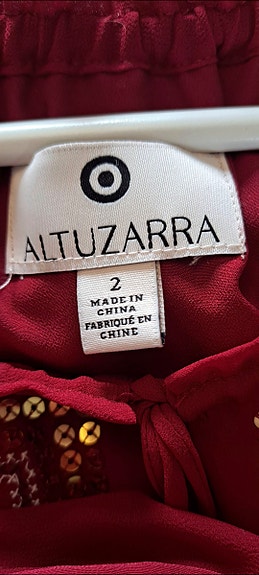 ALTUZARRA
2
MADE IN
CHINA
FABRIQUÉ EN
CHINE